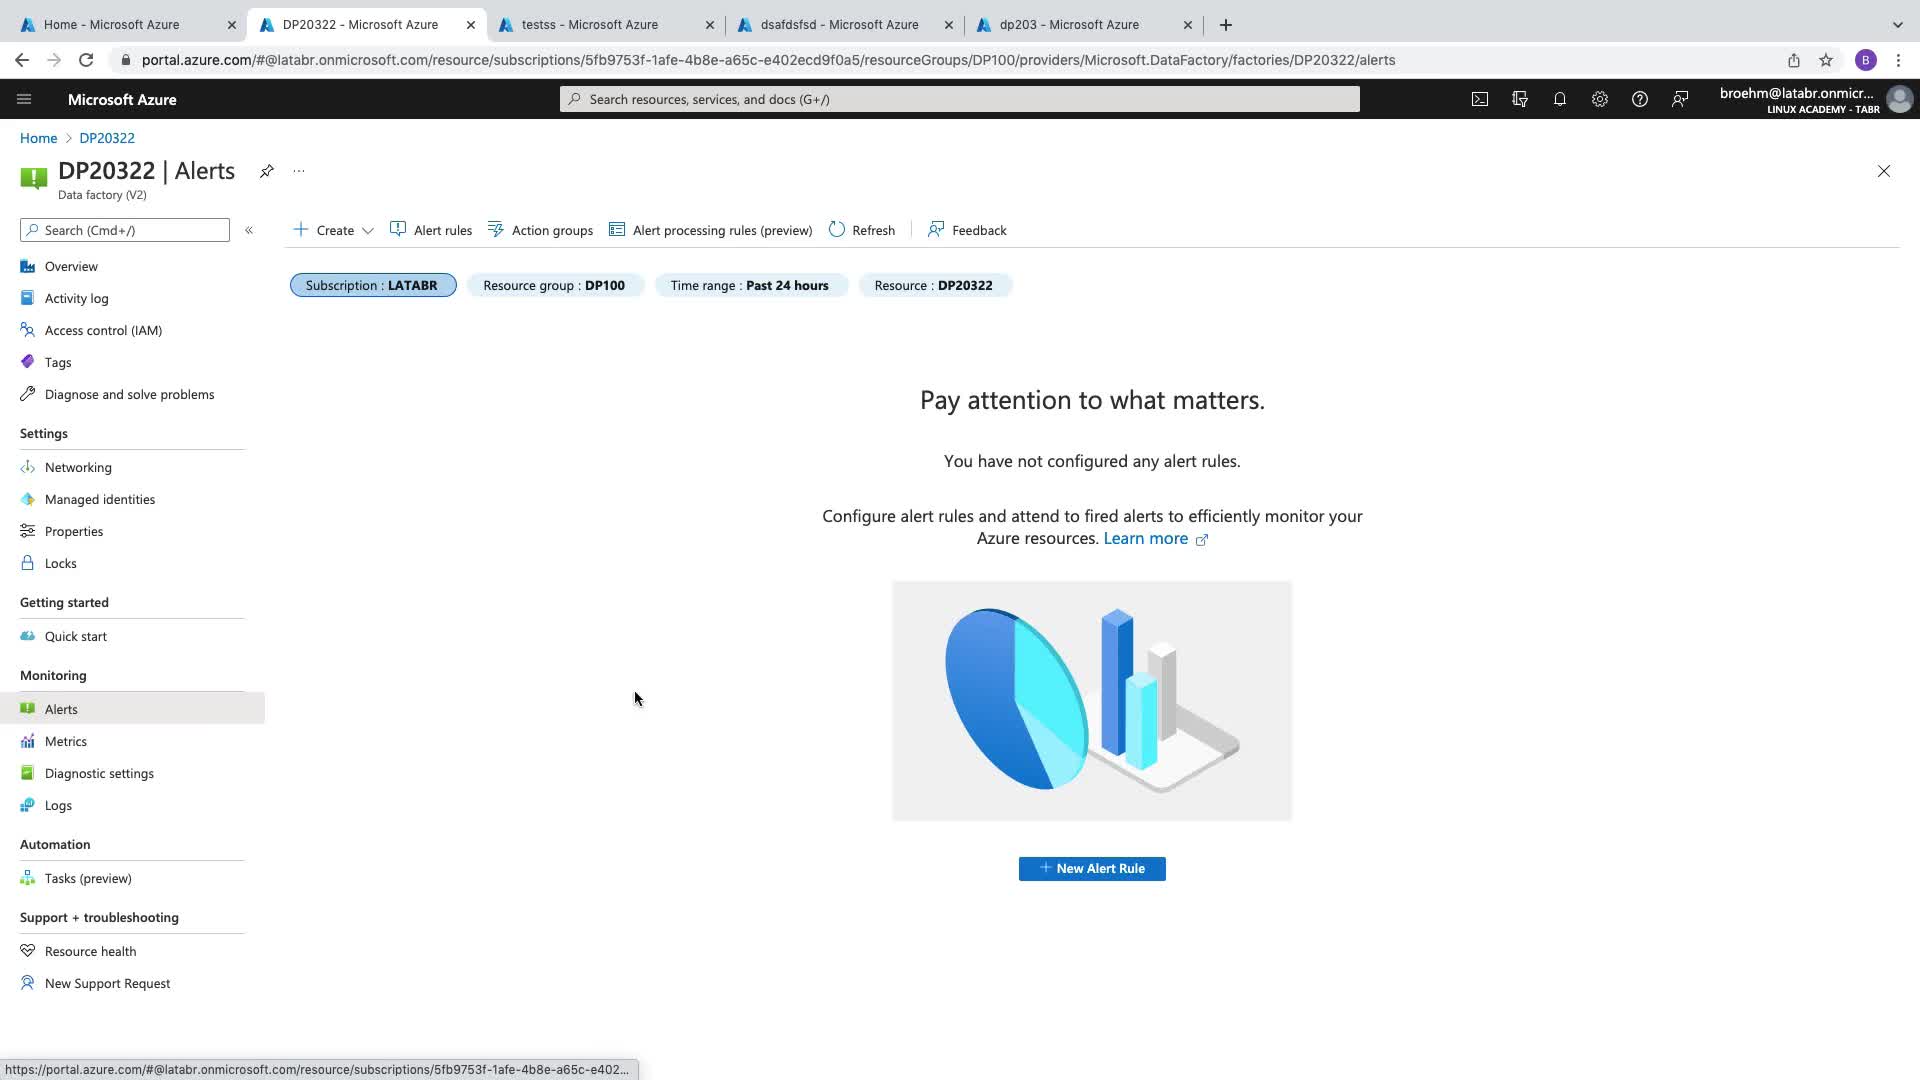 Home - Microsoft Azure
DP20322 - Microsoft Azure
testss - Microsoft Azure
dsafdsfsd - Microsoft Azure
dp203 - Microsoft Azure
portal.azure.com/#@latabr.onmicrosoft.com/resource/subscriptions/5fb9753f-1afe-4b8e-a65c-e402ecd9f0a5/resourceGroups/DP100/providers/Microsoft.DataFactory/factories/DP20322/alerts
B
Microsoft Azure
Search resources, services, and docs (G+/)
broehm@latabr.onmicr...
LINUX ACADEMY - TABR
Home > DP20322
DP20322 | Alerts
...
Data factory (V2)
Search (Cmd+/)
«
Overview
Activity log
Access control (IAM)
Tags
Diagnose and solve problems
Settings
Networking
Managed identities
Properties
Locks
Getting started
Quick start
Monitoring
Alerts
Metrics
Diagnostic settings
Logs
Automation
Tasks (preview)
Support + troubleshooting
Resource health
New Support Request
Create
Alert rules
Action groups
Alert processing rules (preview)
Refresh
Feedback
Subscription : LATABR
Resource group : DP100
Time range : Past 24 hours
Resource : DP20322
Pay attention to what matters.
You have not configured any alert rules.
Configure alert rules and attend to fired alerts to efficiently monitor your
Azure resources. Learn more
+ New Alert Rule
https://portal.azure.com/#@latabr.onmicrosoft.com/resource/subscriptions/5fb9753f-1afe-4b8e-a65c-e402...